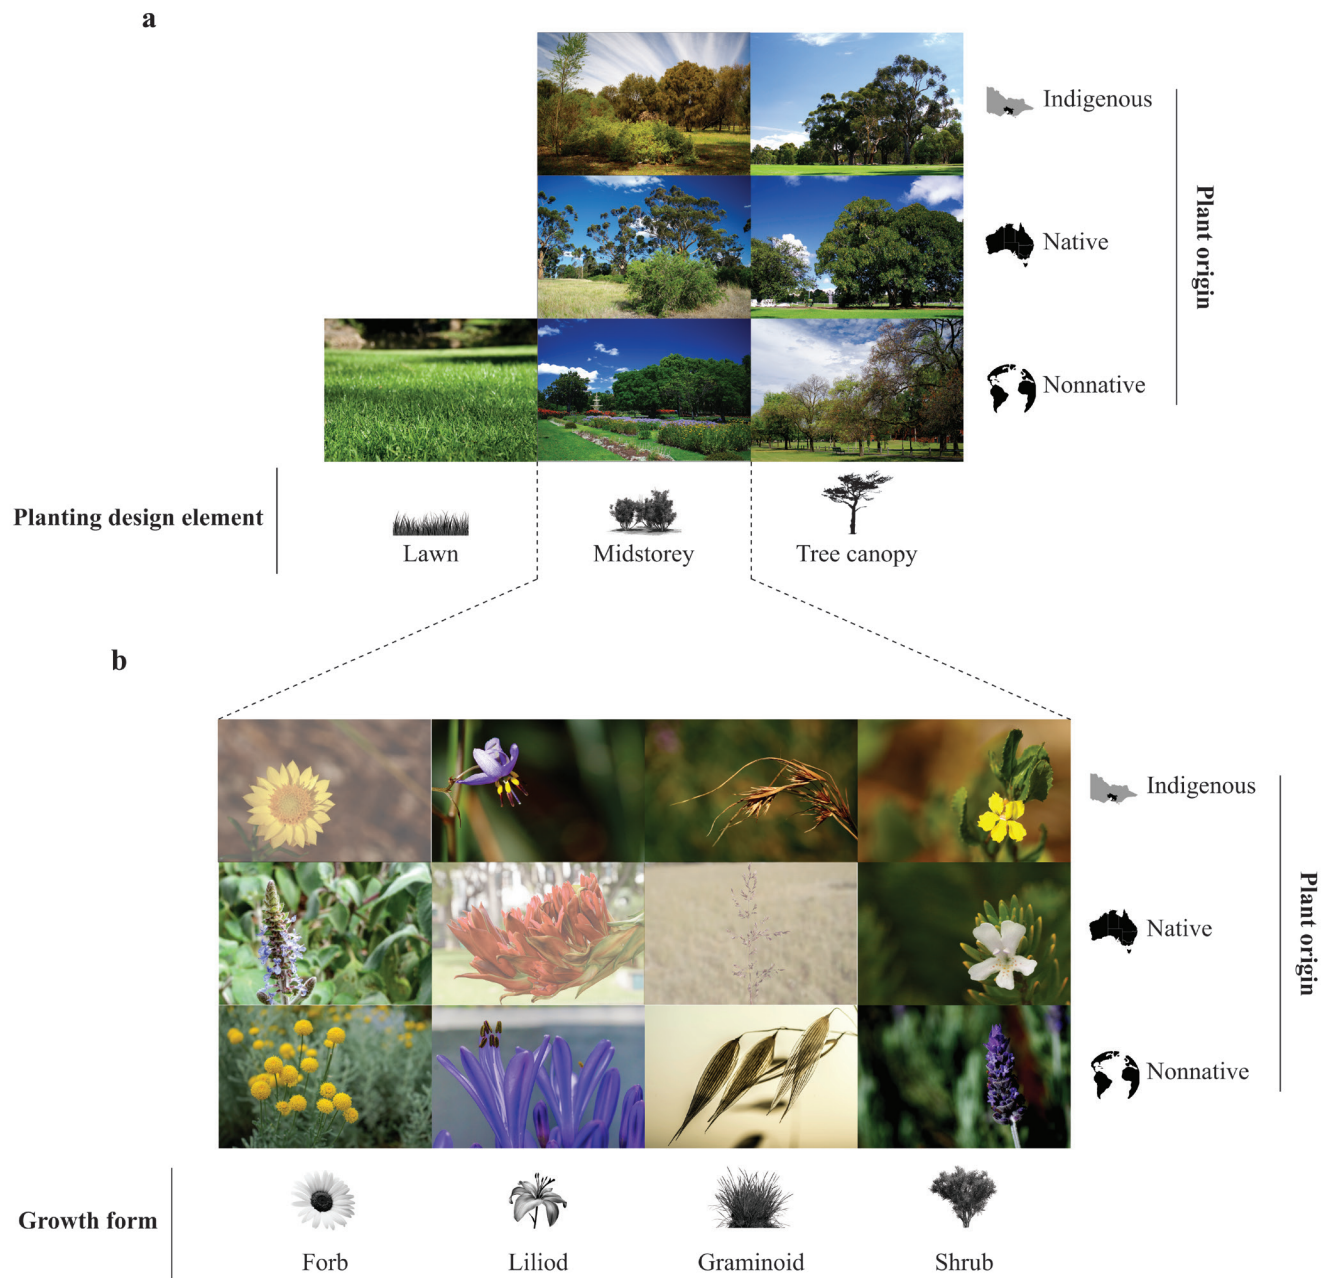 a
Indigenous
Native
Nonnative
Plant origin
Planting design element
Lawn
Midstorey
Tree canopy
b
Indigenous
Native
Nonnative
Plant origin
Growth form
Forb
Liliod
Graminoid
Shrub